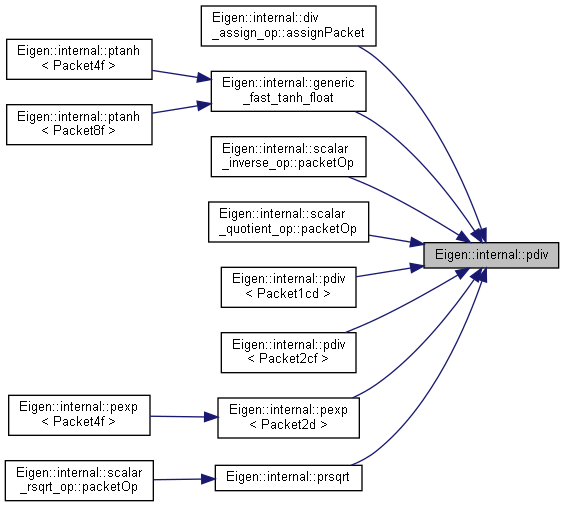 Eigen::internal::div
_assign_op::assignPacket
Eigen::internal::ptanh
< Packet4f >
Eigen::internal::generic
_fast_tanh_float
Eigen::internal::ptanh
< Packet8f >
Eigen::internal::scalar
_inverse_op::packetOp
Eigen::internal::scalar
_quotient_op::packetOp
Eigen::internal::pdiv
Eigen::internal::pdiv
< Packet1cd >
Eigen::internal::pdiv
< Packet2cf >
Eigen::internal::pexp
< Packet4f >
Eigen::internal::pexp
< Packet2d >
Eigen::internal::scalar
_rsqrt_op::packetOp
Eigen::internal::prsqrt